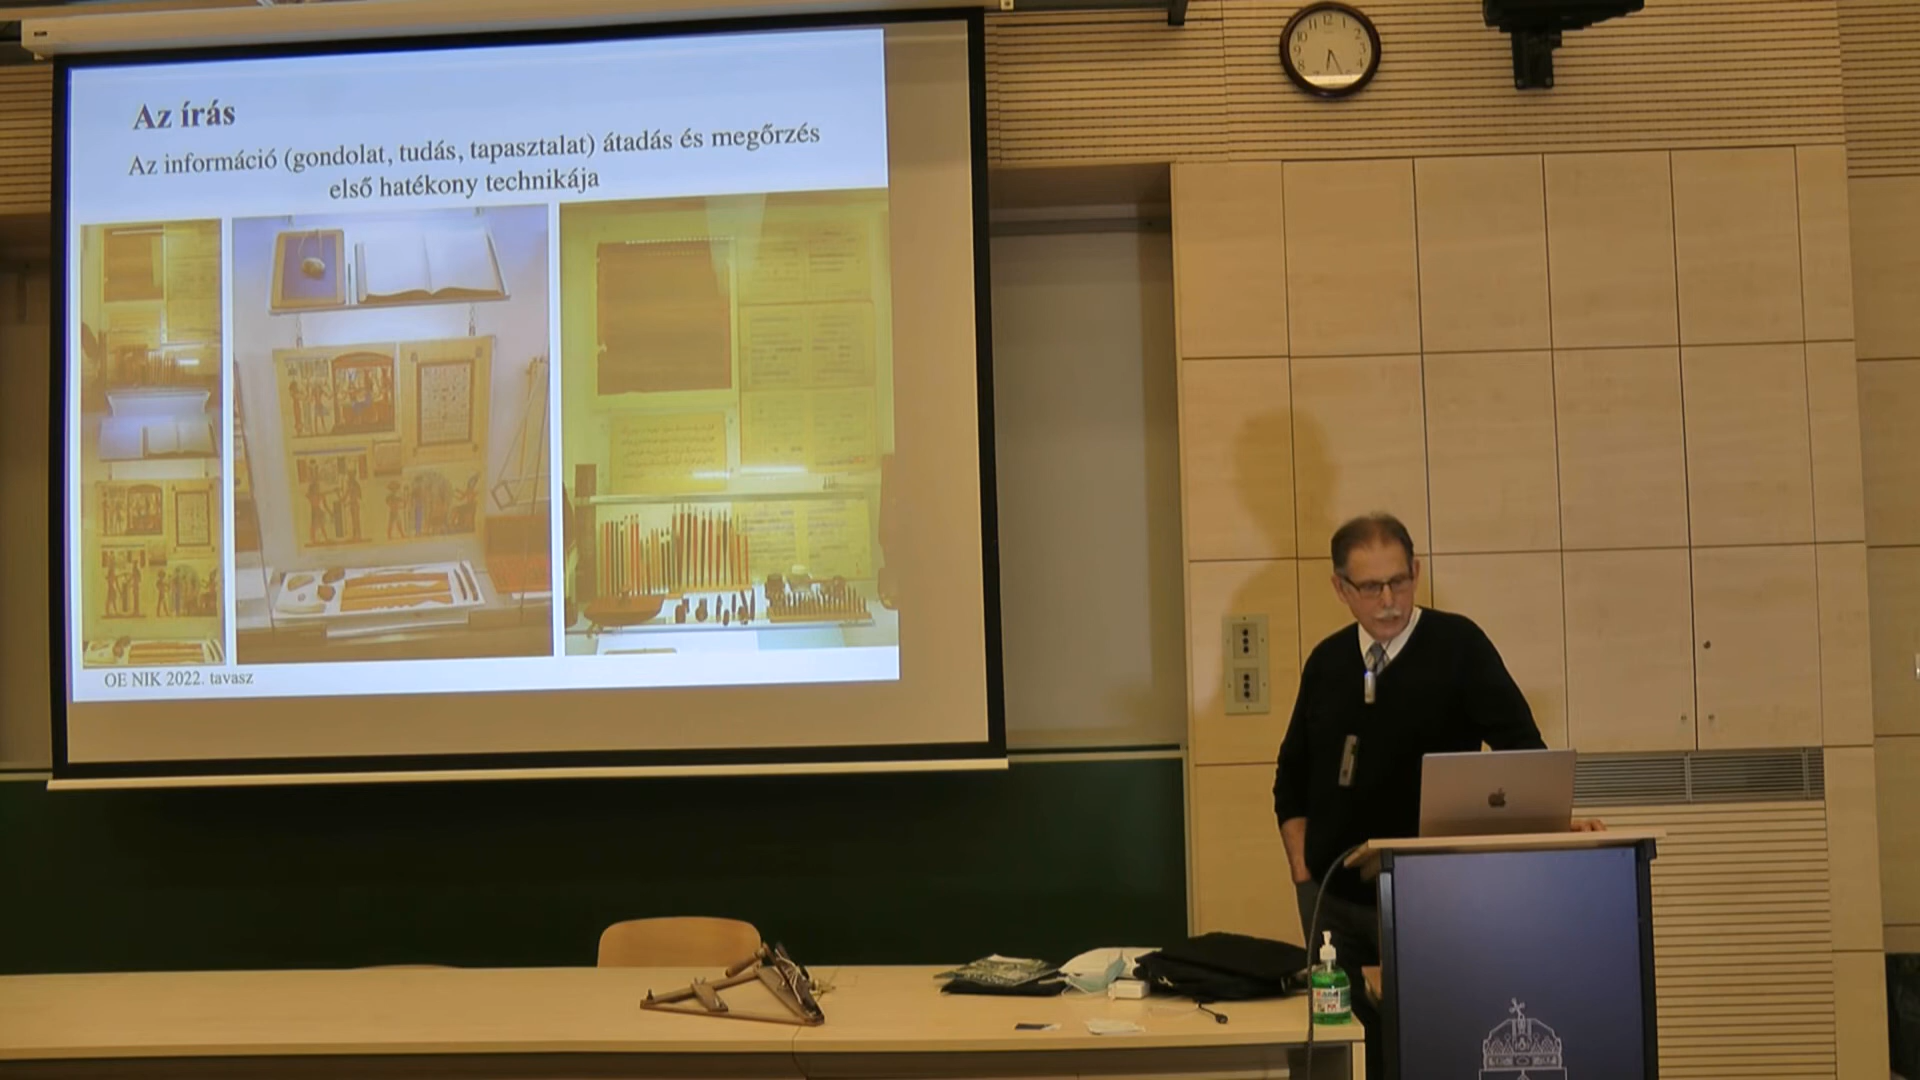 Az írás
Az információ (gondolat, tudás, tapasztalat) átadás és megőrzés
első hatékony technikája
OE NIK 2022. tavasz